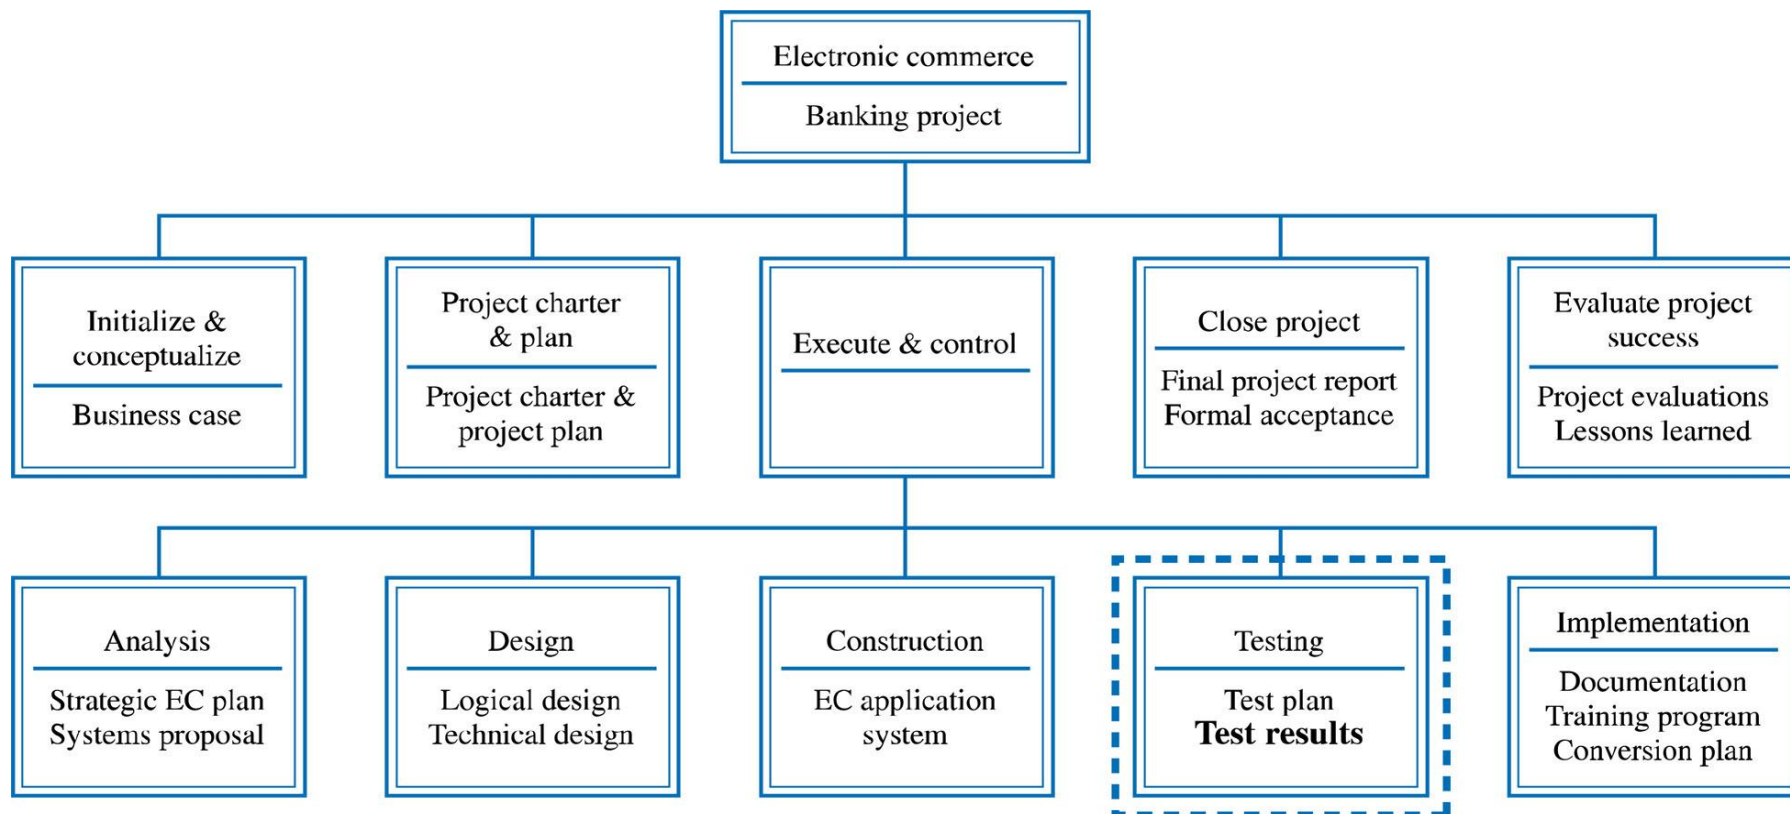 Electronic commerce
Banking project
Initialize &
conceptualize
Business case
Project charter
& plan
Project charter &
project plan
Execute & control
Close project
Final project report
Formal acceptance
Evaluate project
success
Project evaluations
Lessons learned
Analysis
Strategic EC plan
Systems proposal
Design
Logical design
Technical design
Construction
EC application
system
Testing
Test plan
Test results
Implementation
Documentation
Training program
Conversion plan